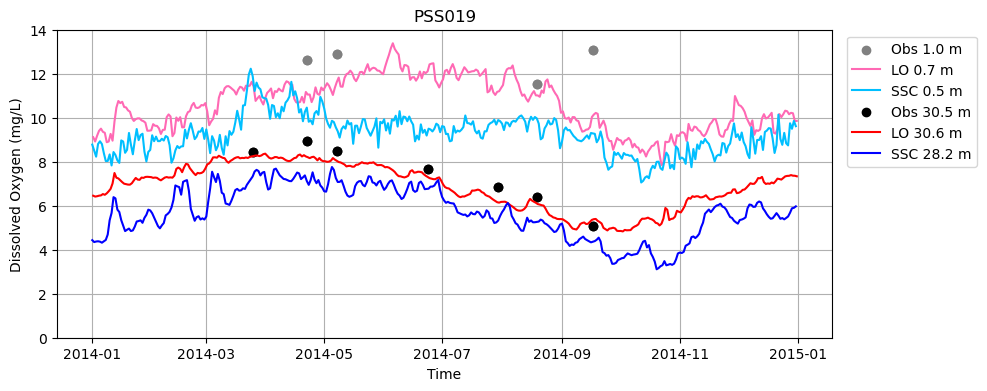 PSS019
Dissolved Oxygen (mg/L)
14
12
10
8
6
4
2
0
2014-01
2014-03
2014-05
2014-07
2014-09
2014-11
2015-01
Time
Obs 1.0 m
LO 0.7 m
SSC 0.5 m
Obs 30.5 m
LO 30.6 m
SSC 28.2 m